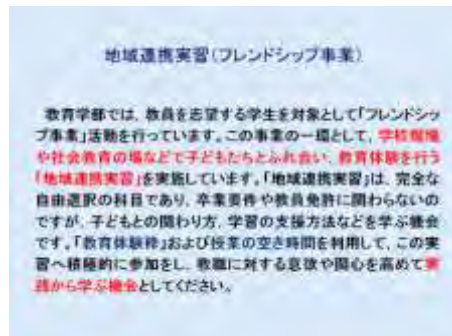 地域連携実習(フレンドシップ事業)
教育学部では、教員を志望する学生を対象として「フレンドシッ
プ事業」活動を行っています。この事業の一環として、学校現場
や社会教育の場などで子どもたちとふれ合い、教育体験を行う
「地域連携実習」を実施しています。「地域連携実習」は、完全な
自由選択の科目であり、卒業要件や教員免許に関わらないの
ですが、子どもとの関わり方、学習の支援方法などを学ぶ機会
です。「教育体験枠」および授業の空き時間を利用して、この実
習へ積極的に参加をし、教職に対する意欲や関心を高めて実
践から学ぶ機会としてください。